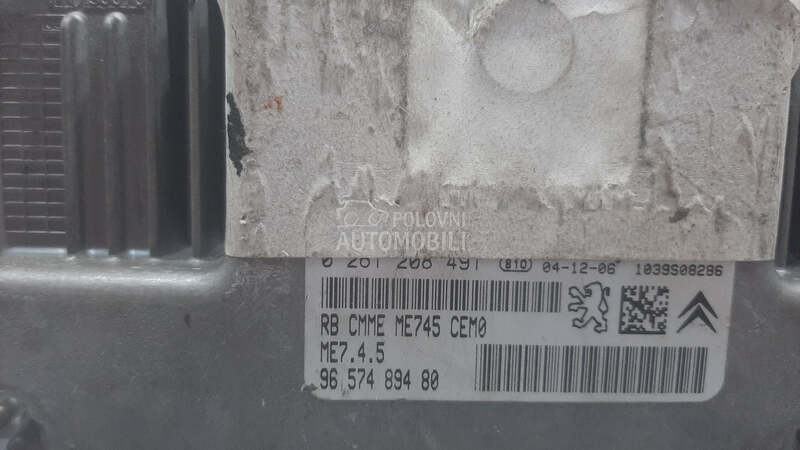 POLOVNI
AUTOMOBILI
0 261 208 491 810 04-12-06 1039S08286
RB CMME ME745 CEM0
ME7.4.5
96 574 894 80